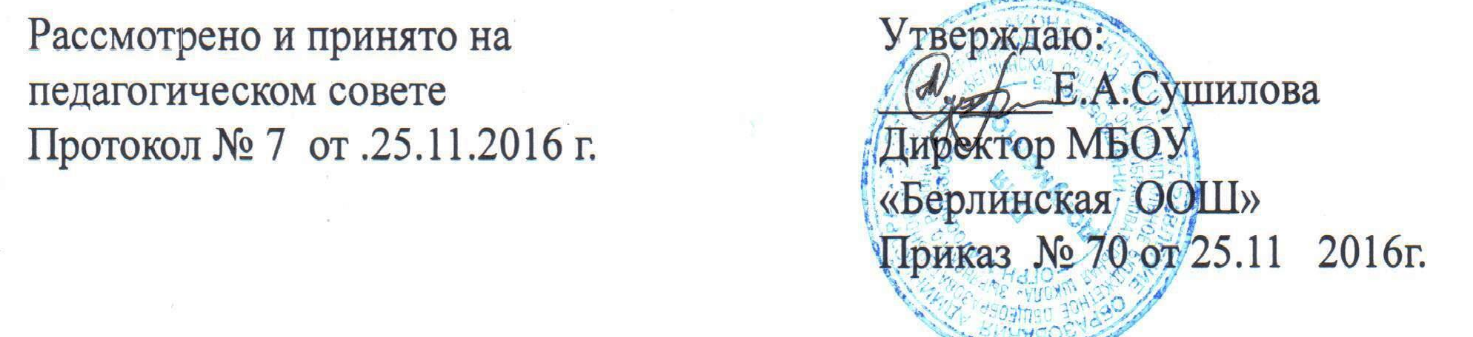 Рассмотрено и принято на
педагогическом совете
Протокол № 7 от .25.11.2016 г.
Утверждаю:
Е.А.Сушилова
Директор МБОУ
«Берлинская ООШ»
Приказ № 70 от 25.11 2016г.